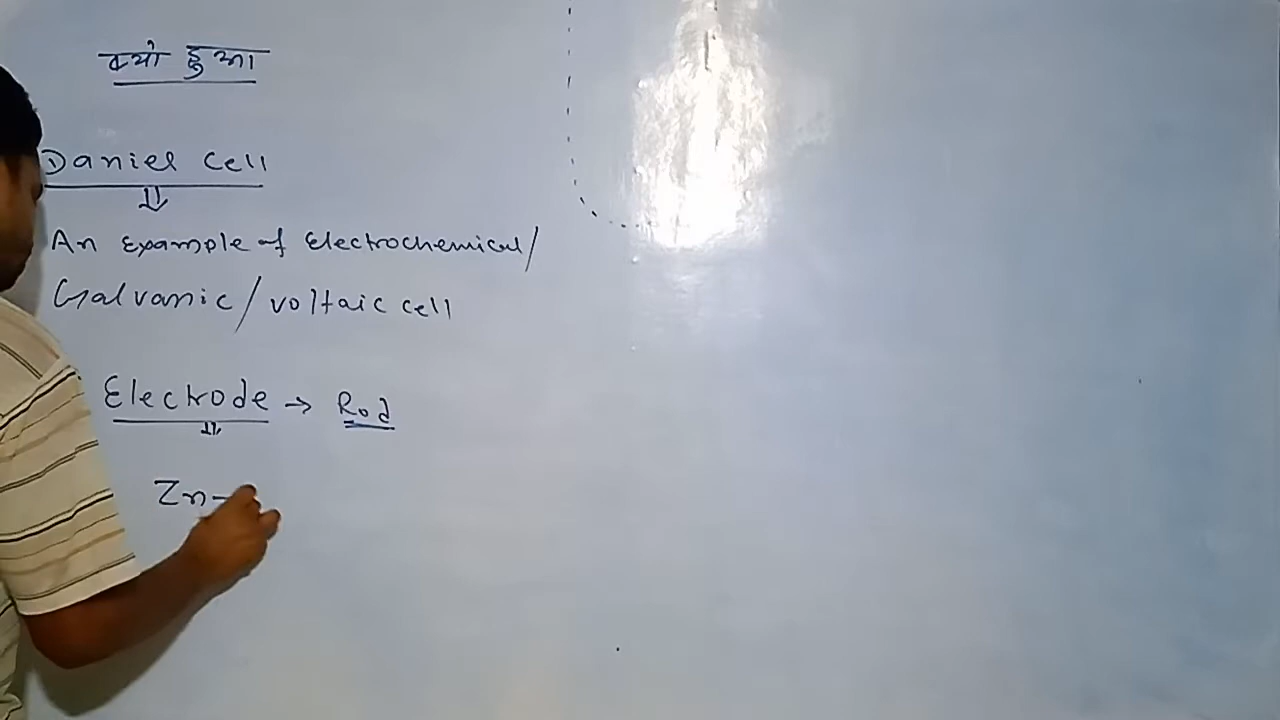 क्यो हुआ
Daniel Cell
⇓
An Example of Electrochemical/
Galvanic/voltaic cell
Electrode → Rod
⇓
Zn-